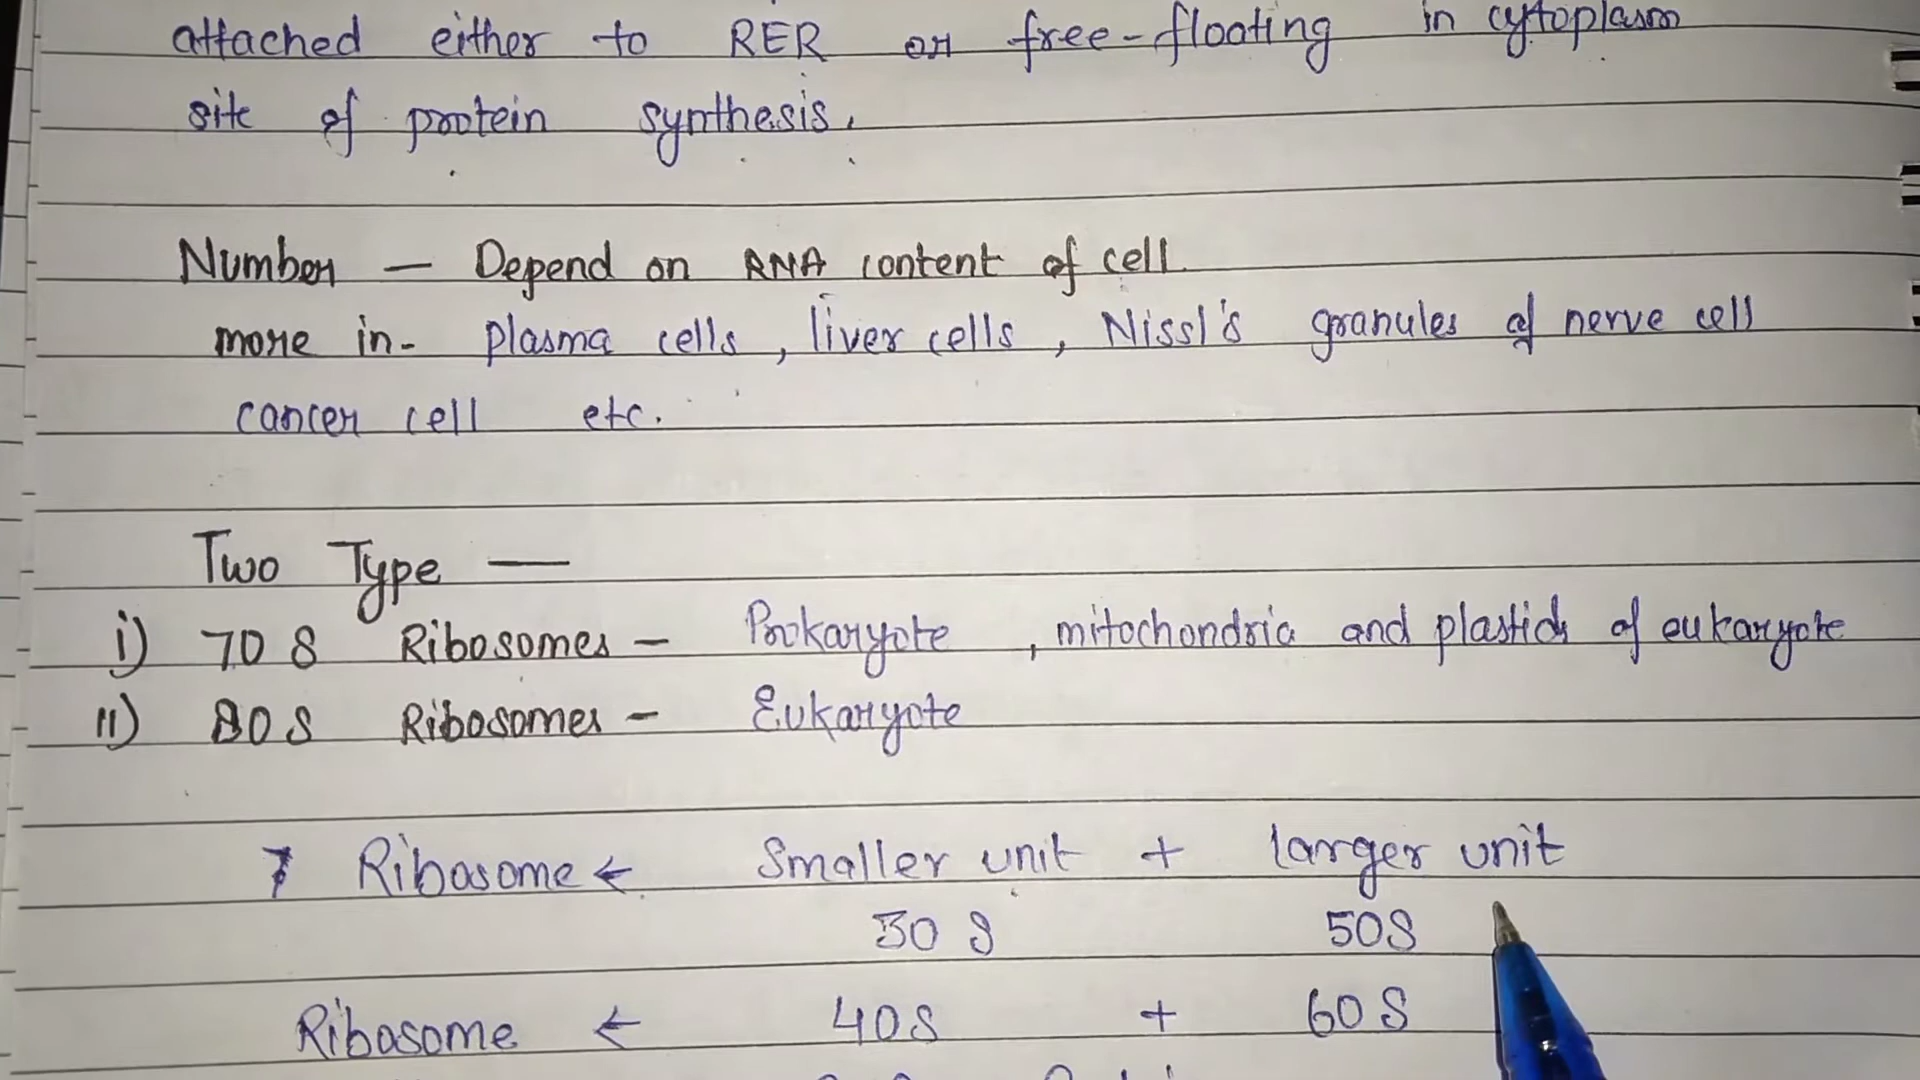 attached either to RER or free-floating in cytoplasm
site of protein synthesis.
Number — Depend on RNA content of cell.
more in- plasma cells, liver cells, Nissl's granules of nerve cell
cancer cell etc.
Two Type —
i) 70 S Ribosomes - Prokaryote, mitochondria and plastids of eukaryote
ii) 80 S Ribosomes - Eukaryote
Ribosome ← Smaller unit + larger unit
30 S 50S
Ribosome ← 40S + 60 S